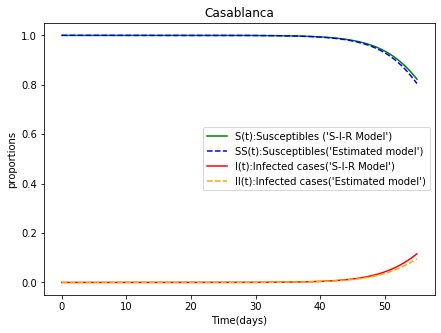 Casablanca
1.0
0.8
0.6
0.4
0.2
0.0
proportions
S(t):Susceptibles ('S-I-R Model')
SS(t):Susceptibles('Estimated model')
I(t):Infected cases('S-I-R Model')
II(t):Infected cases('Estimated model')
0 10 20 30 40 50
Time(days)